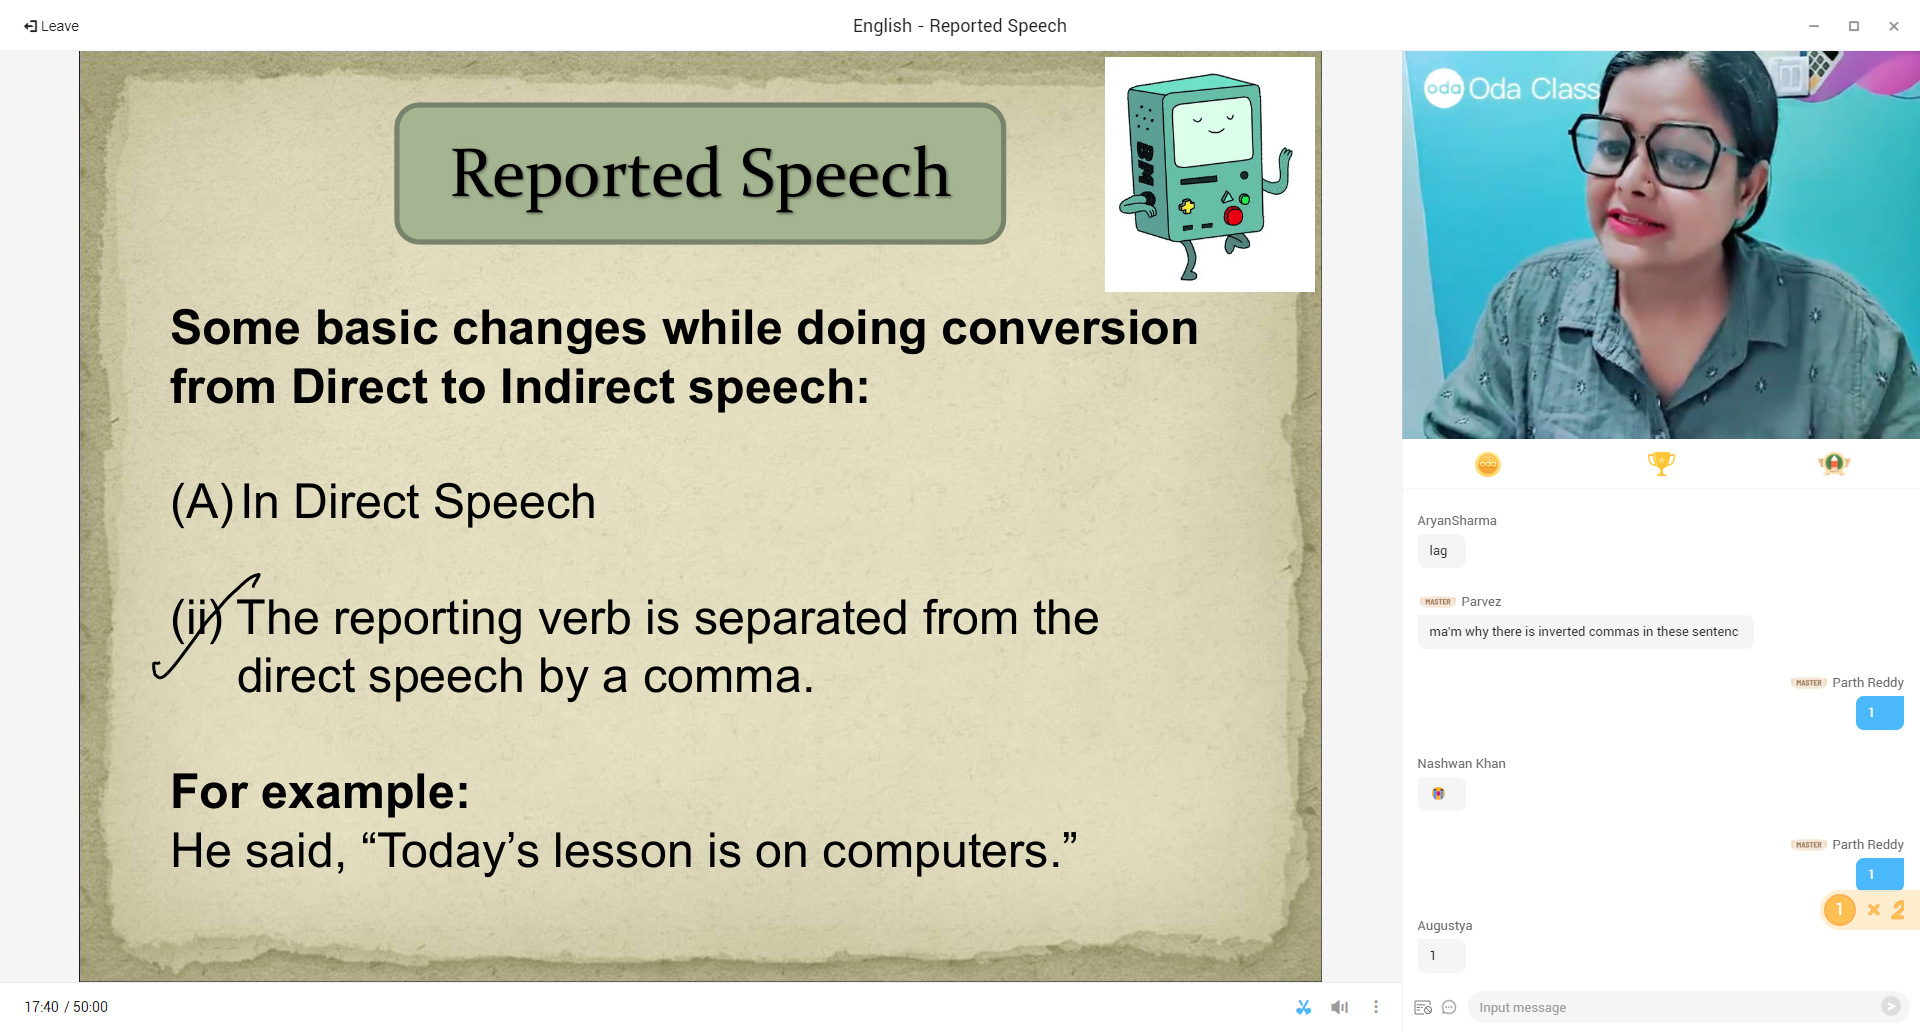 Leave
English - Reported Speech
Reported Speech
BMO
Some basic changes while doing conversion
from Direct to Indirect speech:
(A) In Direct Speech
(ii) The reporting verb is separated from the
direct speech by a comma.
For example:
He said, “Today’s lesson is on computers.”
17:40 / 50:00
oda Oda Class
oda
AryanSharma
lag
MASTER Parvez
ma'm why there is inverted commas in these sentenc
MASTER Parth Reddy
1
Nashwan Khan
MASTER Parth Reddy
1
1 × 2
Augustya
1
Input message